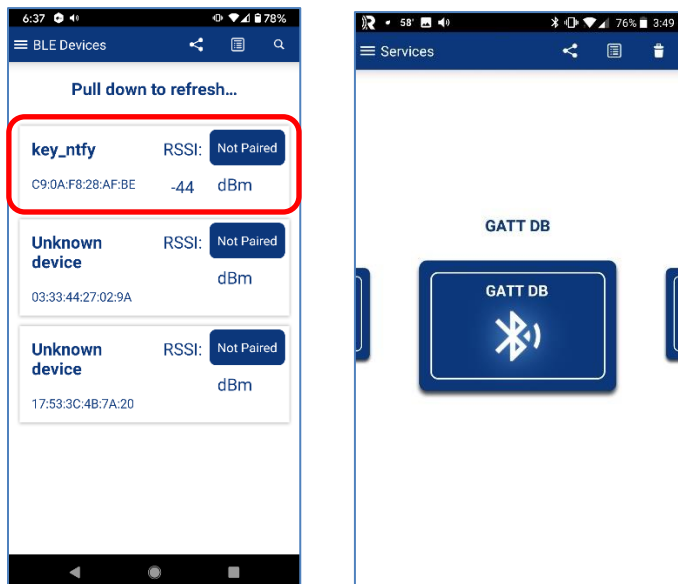 6:37 78%
BLE Devices
Pull down to refresh...
key_ntfy RSSI: Not Paired
C9:0A:F8:28:AF:BE -44 dBm
Unknown device RSSI: Not Paired
dBm
03:33:44:27:02:9A
Unknown device RSSI: Not Paired
dBm
17:53:3C:4B:7A:20
58° 76% 3:49
Services
GATT DB
GATT DB